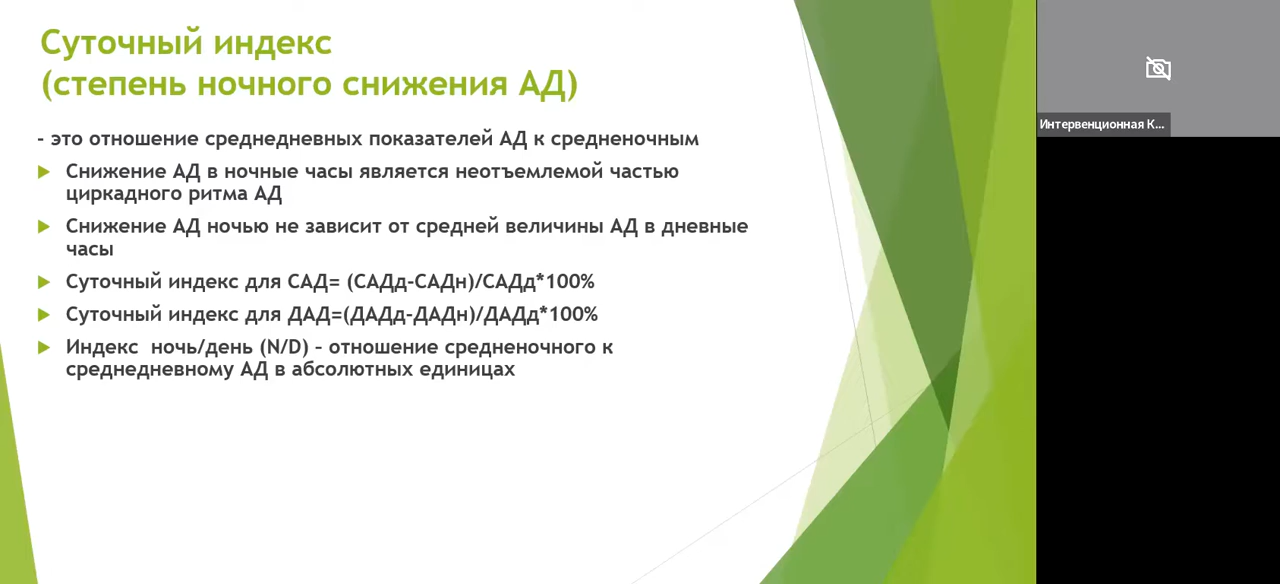 Суточный индекс
(степень ночного снижения АД)
- это отношение среднедневных показателей АД к средненочным
Снижение АД в ночные часы является неотъемлемой частью
циркадного ритма АД
Снижение АД ночью не зависит от средней величины АД в дневные
часы
Суточный индекс для САД= (САДд-САДн)/САДд*100%
Суточный индекс для ДАД=(ДАДд-ДАДн)/ДАДд*100%
Индекс  ночь/день (N/D) – отношение средненочного к
среднедневному АД в абсолютных единицах
Интервенционная К...